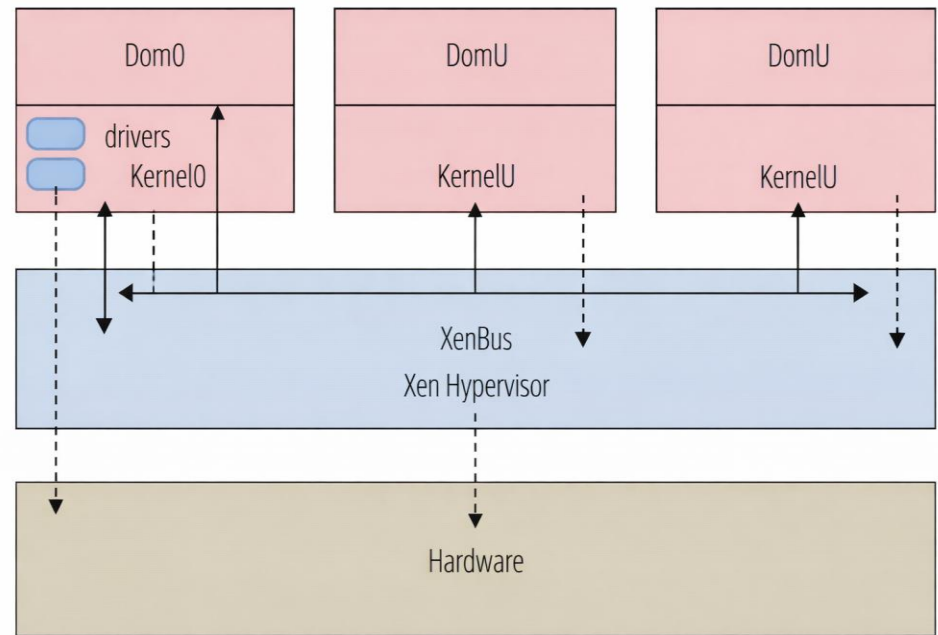 Dom0
DomU
DomU
drivers
Kernel0
KernelU
KernelU
XenBus
Xen Hypervisor
Hardware